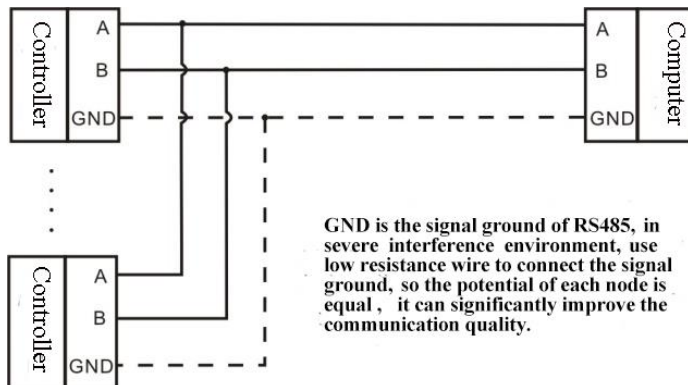 Controller
A
B
GND
A
B
GND
Computer
Controller
A
B
GND
GND is the signal ground of RS485, in
severe interference environment, use
low resistance wire to connect the signal
ground, so the potential of each node is
equal , it can significantly improve the
communication quality.